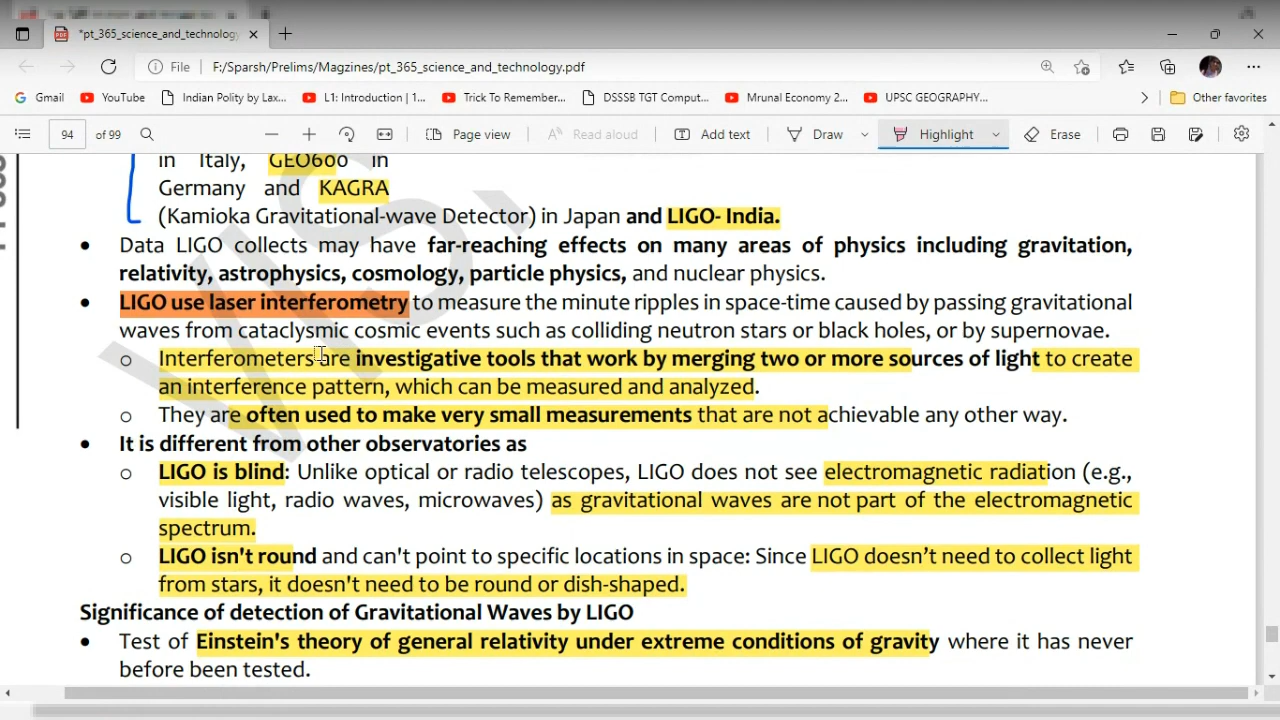 "pt_365_science_and_technology
File F:/Sparsh/Prelims/Magzines/pt_365_science_and_technology.pdf
Gmail YouTube Indian Polity by Lax... L1: Introduction | 1... Trick To Remember... DSSSB TGT Comput... Mrunal Economy 2... UPSC GEOGRAPHY... Other favorites
94 of 99 Page view Read aloud Add text Draw Highlight Erase
in Italy, GEO600 in
Germany and KAGRA
(Kamioka Gravitational-wave Detector) in Japan and LIGO- India.
• Data LIGO collects may have far-reaching effects on many areas of physics including gravitation,
relativity, astrophysics, cosmology, particle physics, and nuclear physics.
• LIGO use laser interferometry to measure the minute ripples in space-time caused by passing gravitational
waves from cataclysmic cosmic events such as colliding neutron stars or black holes, or by supernovae.
o Interferometers are investigative tools that work by merging two or more sources of light to create
an interference pattern, which can be measured and analyzed.
o They are often used to make very small measurements that are not achievable any other way.
• It is different from other observatories as
o LIGO is blind: Unlike optical or radio telescopes, LIGO does not see electromagnetic radiation (e.g.,
visible light, radio waves, microwaves) as gravitational waves are not part of the electromagnetic
spectrum.
o LIGO isn't round and can't point to specific locations in space: Since LIGO doesn’t need to collect light
from stars, it doesn't need to be round or dish-shaped.
Significance of detection of Gravitational Waves by LIGO
• Test of Einstein's theory of general relativity under extreme conditions of gravity where it has never
before been tested.